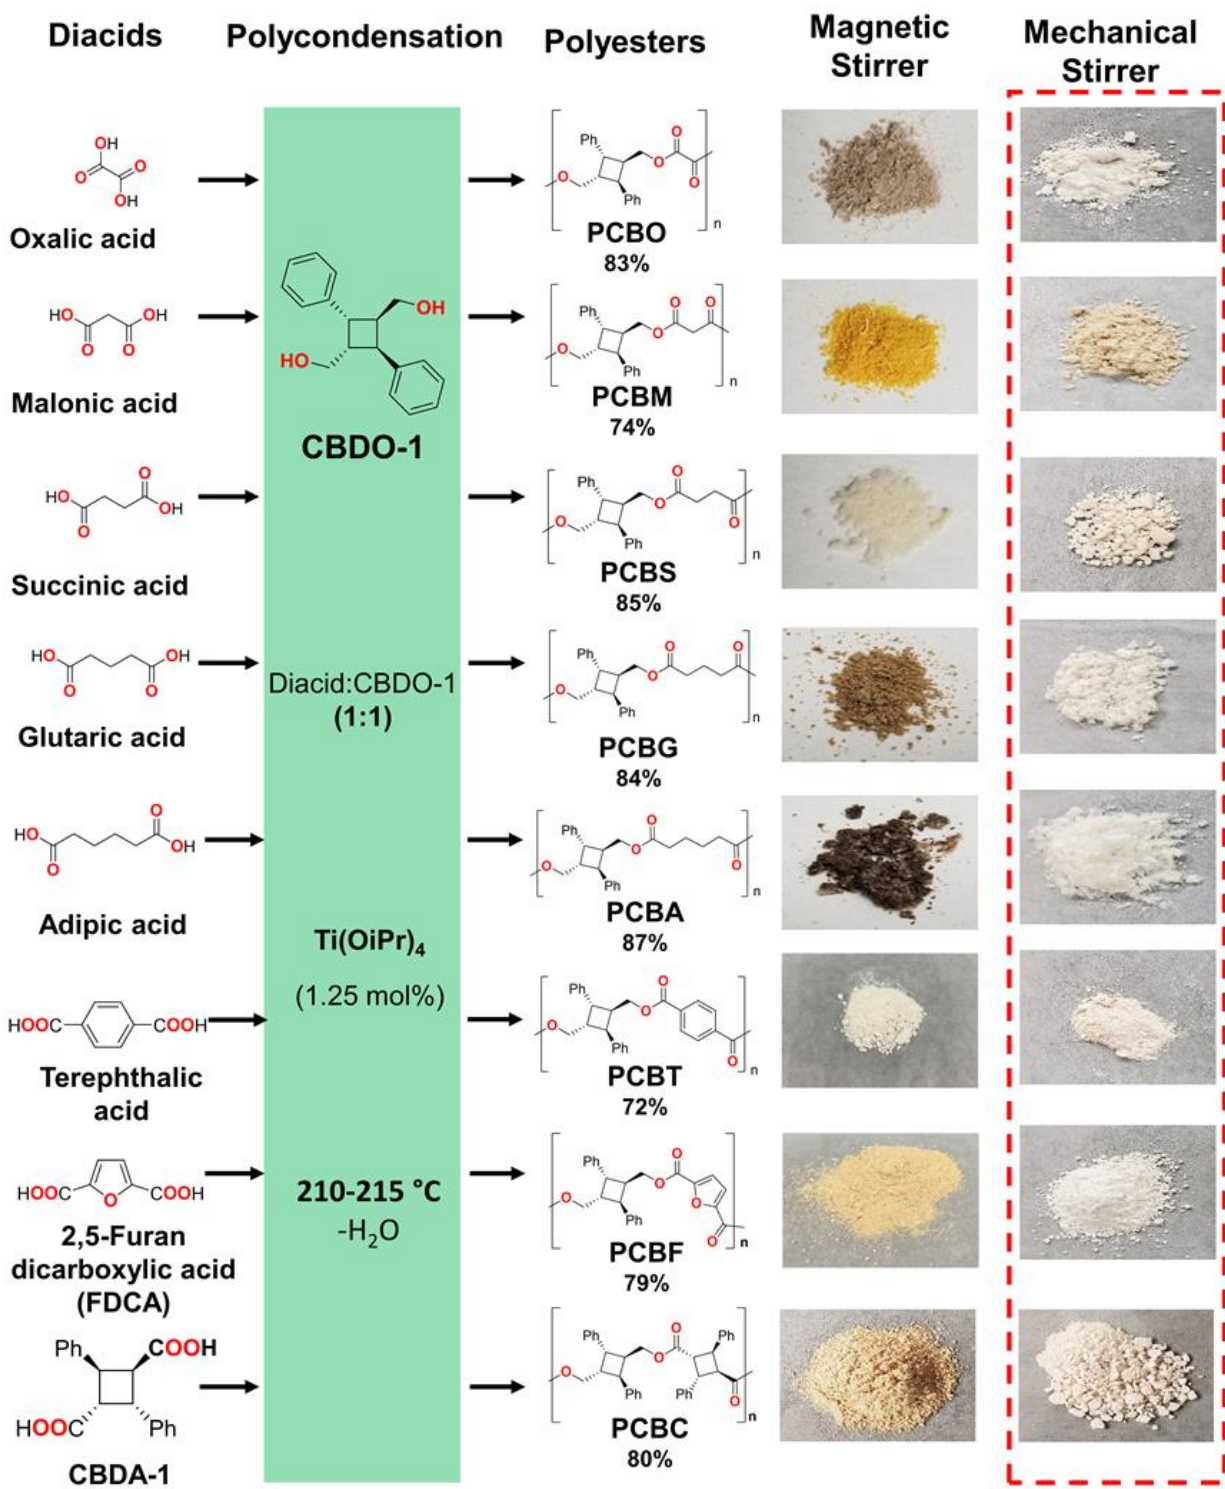 Diacids
Polycondensation
Polyesters
Magnetic
Stirrer
Mechanical
Stirrer
OH
O
O
OH
Oxalic acid
Ph
O
O
O
O
Ph
n
PCBO
83%
HO
OH
O
O
Malonic acid
OH
HO
CBDO-1
Ph
O
O
O
O
Ph
n
PCBM
74%
O
HO
OH
O
Succinic acid
Ph
O
O
O
O
Ph
n
PCBS
85%
HO
OH
O
O
Glutaric acid
Diacid:CBDO-1
(1:1)
Ph
O
O
O
O
Ph
n
PCBG
84%
O
HO
OH
O
Adipic acid
Ph
O
O
O
O
Ph
n
PCBA
87%
Ti(OiPr)4
(1.25 mol%)
HOOC
COOH
Terephthalic
acid
Ph
O
O
O
O
Ph
n
PCBT
72%
HOOC
O
COOH
2,5-Furan
dicarboxylic acid
(FDCA)
210-215 °C
-H2O
Ph
O
O
O
O
O
Ph
n
PCBF
79%
Ph
COOH
HOOC
Ph
CBDA-1
Ph
O
Ph
O
O
Ph
Ph
O
n
PCBC
80%